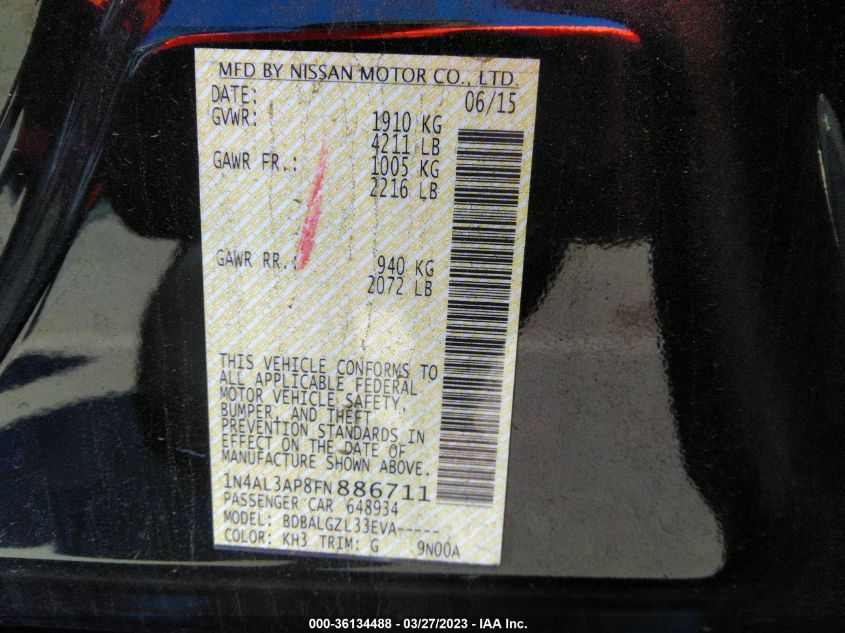 MFD BY NISSAN MOTOR CO., LTD.
DATE: 06/15
GVWR: 1910 KG
4211 LB
GAWR FR.: 1005 KG
2216 LB
GAWR RR.: 940 KG
2072 LB
THIS VEHICLE CONFORMS TO
ALL APPLICABLE FEDERAL
MOTOR VEHICLE SAFETY,
BUMPER, AND THEFT
PREVENTION STANDARDS IN
EFFECT ON THE DATE OF
MANUFACTURE SHOWN ABOVE.
1N4AL3AP8FN886711
PASSENGER CAR 648934
MODEL: BDBALGZL33EVA-----
COLOR: KH3 TRIM: G 9N00A
000-36134488 - 03/27/2023 - IAA Inc.